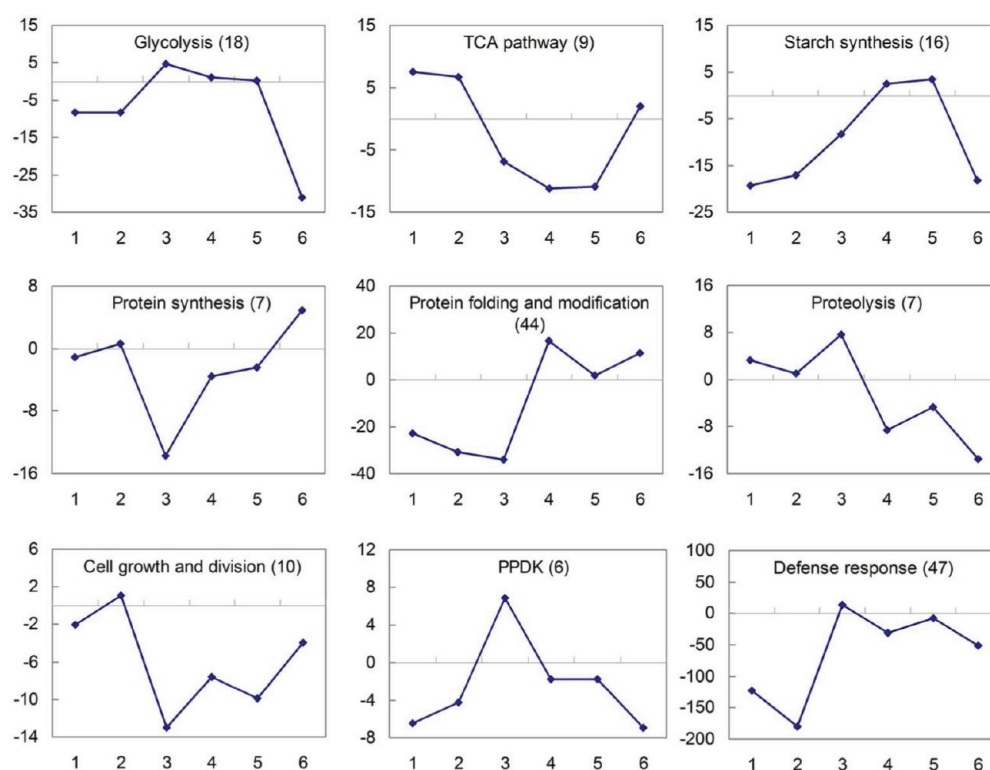 Glycolysis (18)
15
5
-5
-15
-25
-35
1 2 3 4 5 6
TCA pathway (9)
15
5
-5
-15
1 2 3 4 5 6
Starch synthesis (16)
15
5
-5
-15
-25
1 2 3 4 5 6
Protein synthesis (7)
8
0
-8
-16
1 2 3 4 5 6
Protein folding and modification
(44)
40
20
0
-20
-40
1 2 3 4 5 6
Proteolysis (7)
16
8
0
-8
-16
1 2 3 4 5 6
Cell growth and division (10)
6
2
-2
-6
-10
-14
1 2 3 4 5 6
PPDK (6)
12
8
4
0
-4
-8
1 2 3 4 5 6
Defense response (47)
100
50
0
-50
-100
-150
-200
1 2 3 4 5 6